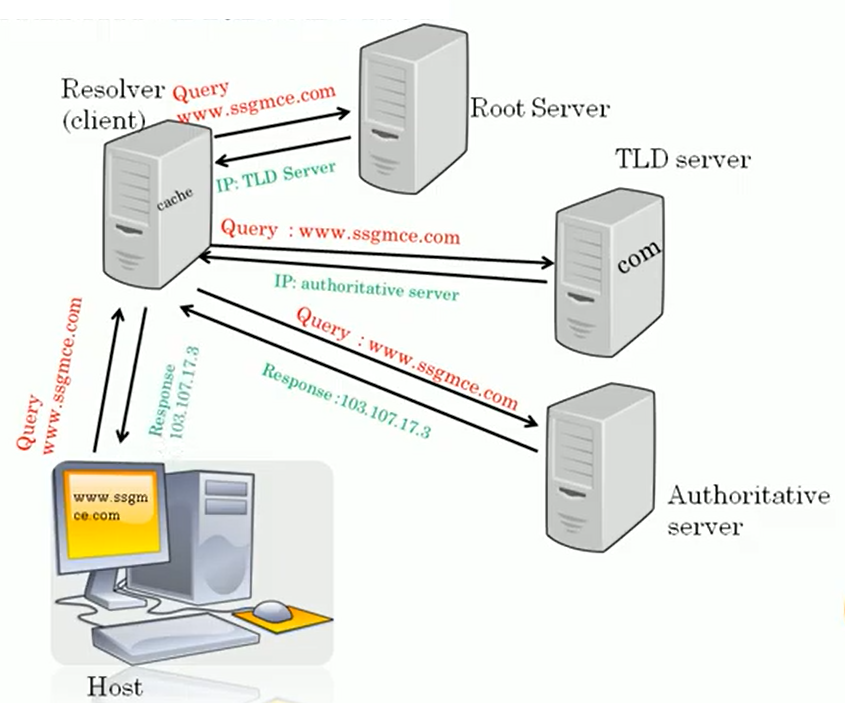 Resolver
(client)
Query
www.ssgmce.com
IP: TLD Server
Root Server
cache
TLD server
com
Query : www.ssgmce.com
IP: authoritative server
Query : www.ssgmce.com
Response :103.107.17.3
Authoritative
server
Query
www.ssgmce.com
Response
103.107.17.3
www.ssgm
ce.com
Host